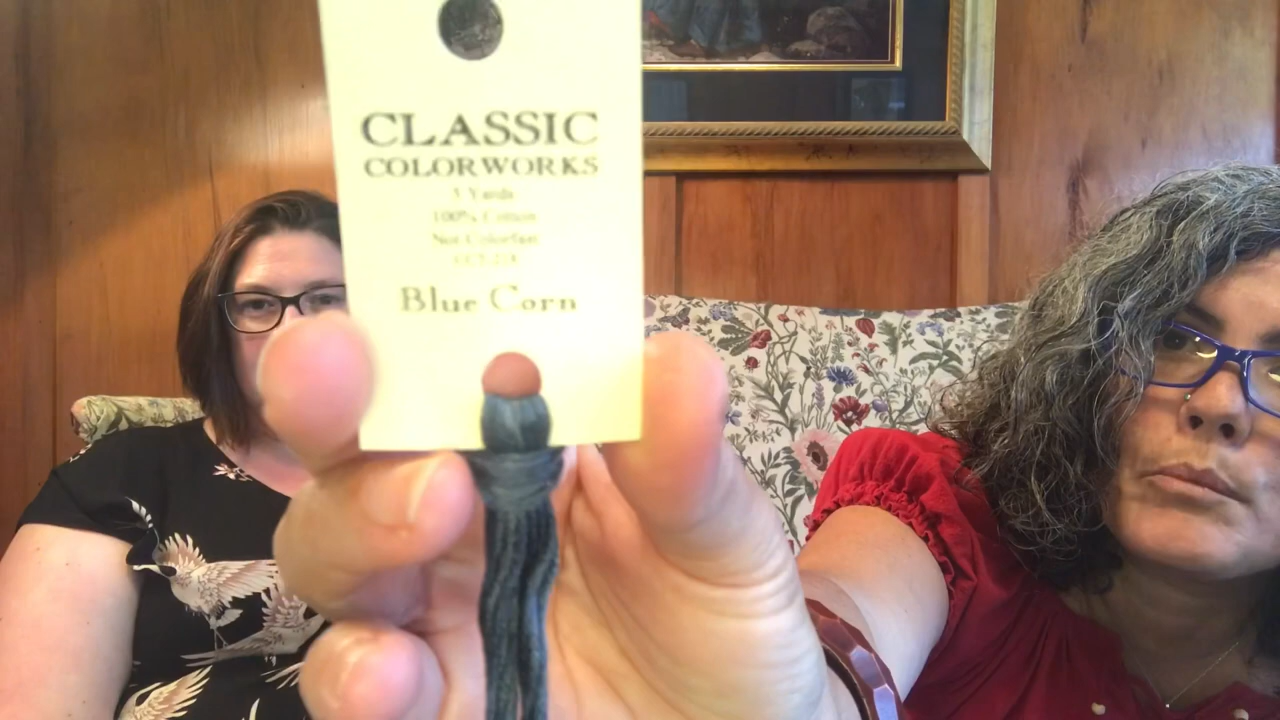 CLASSIC
COLORWORKS
5 Yards
100% Cotton
Not Colorfast
Blue Corn